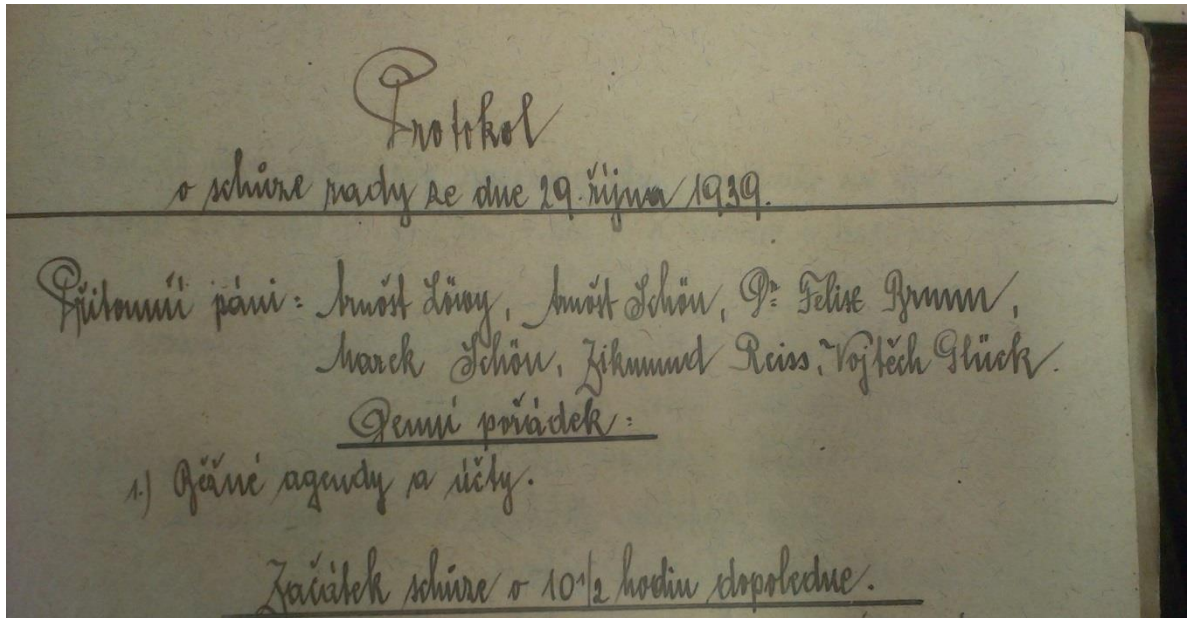 Protokol
o schůze rady ze dne 29. října 1939.
Přítomni páni: Arnošt Löwy, Arnošt Schön, Dr. Felix Brumm,
Marek Schön, Zikmund Reiss, Vojtěch Glück.
Denní pořádek:
1.) Běžné agendy a účty.
Začátek schůze o 10 1/2 hodin dopoledne.